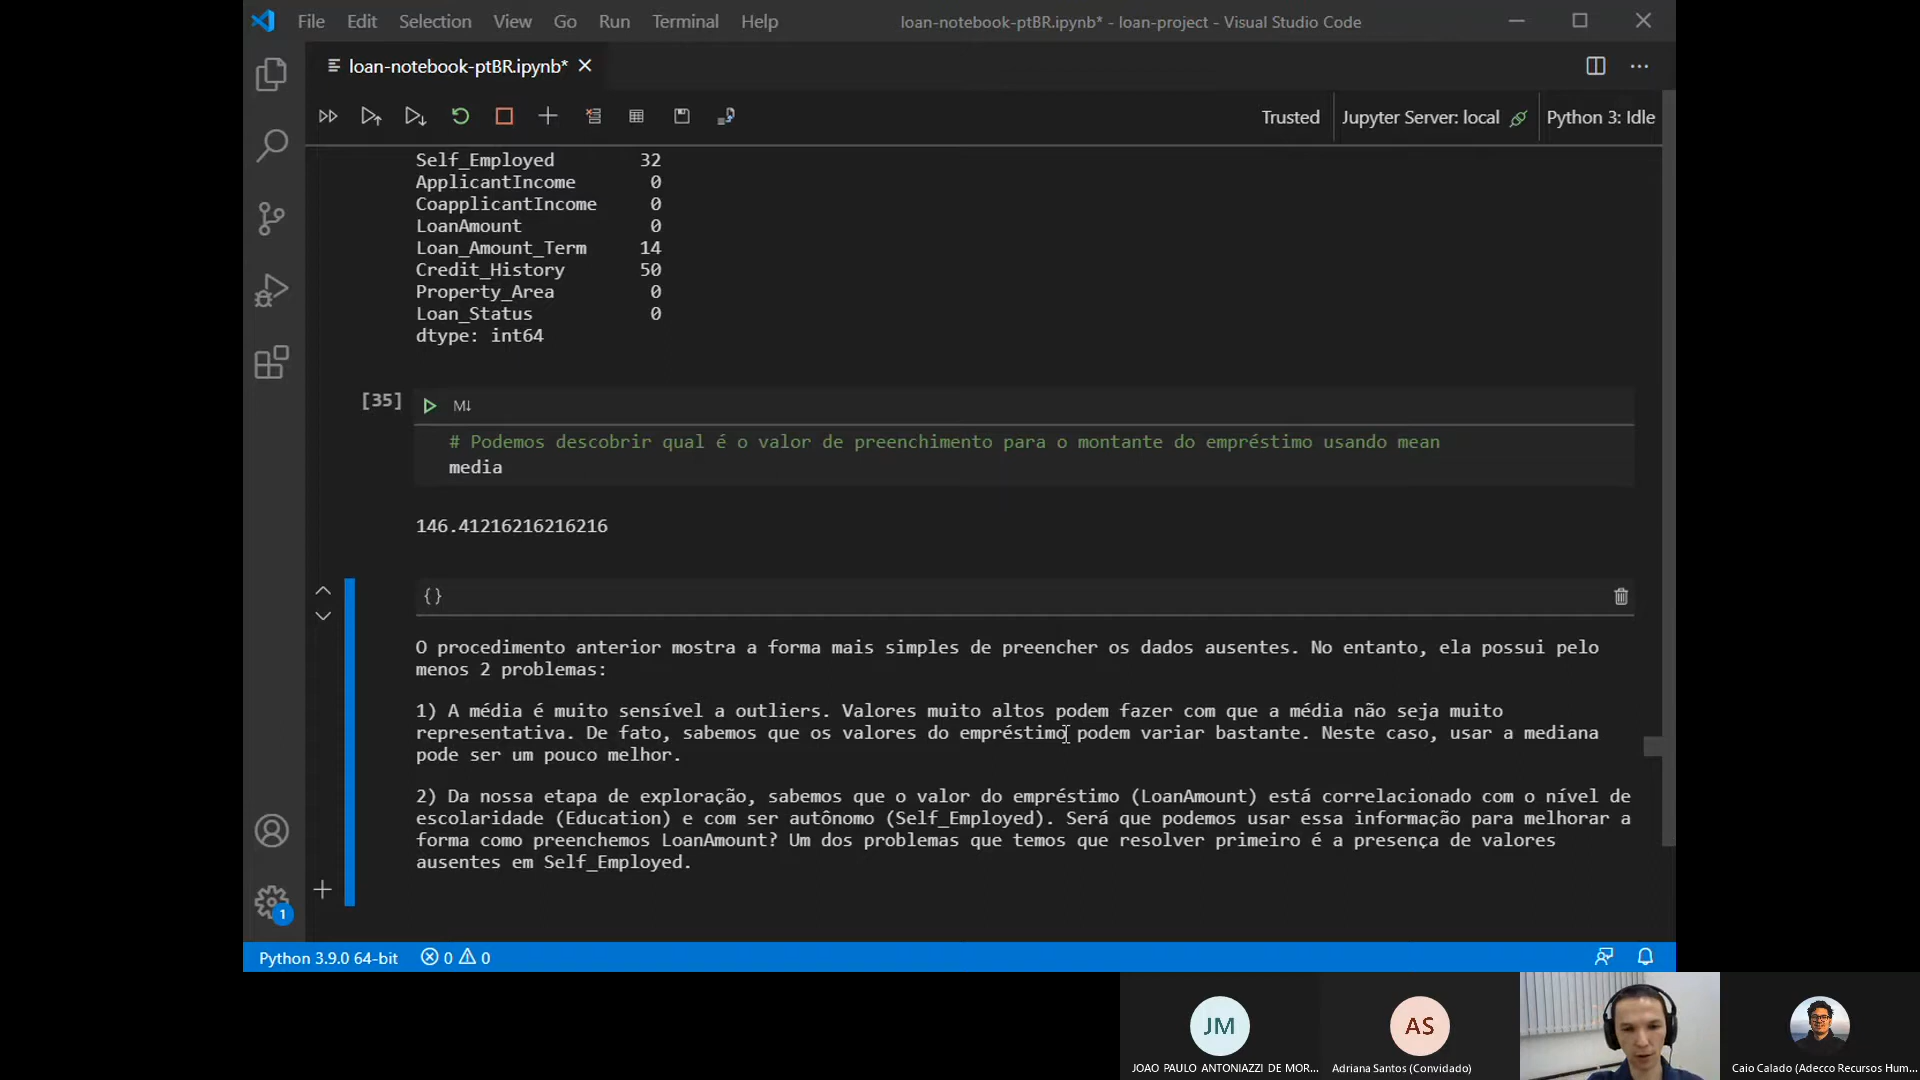 File Edit Selection View Go Run Terminal Help loan-notebook-ptBR.ipynb* - loan-project - Visual Studio Code
loan-notebook-ptBR.ipynb*
Trusted Jupyter Server: local Python 3: Idle
Self_Employed 32
ApplicantIncome 0
CoapplicantIncome 0
LoanAmount 0
Loan_Amount_Term 14
Credit_History 50
Property_Area 0
Loan_Status 0
dtype: int64
[35] M↓
# Podemos descobrir qual é o valor de preenchimento para o montante do empréstimo usando mean
media
146.41216216216216
{}
O procedimento anterior mostra a forma mais simples de preencher os dados ausentes. No entanto, ela possui pelo
menos 2 problemas:
1) A média é muito sensível a outliers. Valores muito altos podem fazer com que a média não seja muito
representativa. De fato, sabemos que os valores do empréstimo podem variar bastante. Neste caso, usar a mediana
pode ser um pouco melhor.
2) Da nossa etapa de exploração, sabemos que o valor do empréstimo (LoanAmount) está correlacionado com o nível de
escolaridade (Education) e com ser autônomo (Self_Employed). Será que podemos usar essa informação para melhorar a
forma como preenchemos LoanAmount? Um dos problemas que temos que resolver primeiro é a presença de valores
ausentes em Self_Employed.
1
Python 3.9.0 64-bit 0 0
JM AS
JOAO PAULO ANTONIAZZI DE MOR... Adriana Santos (Convidado) Caio Calado (Adecco Recursos Hum...